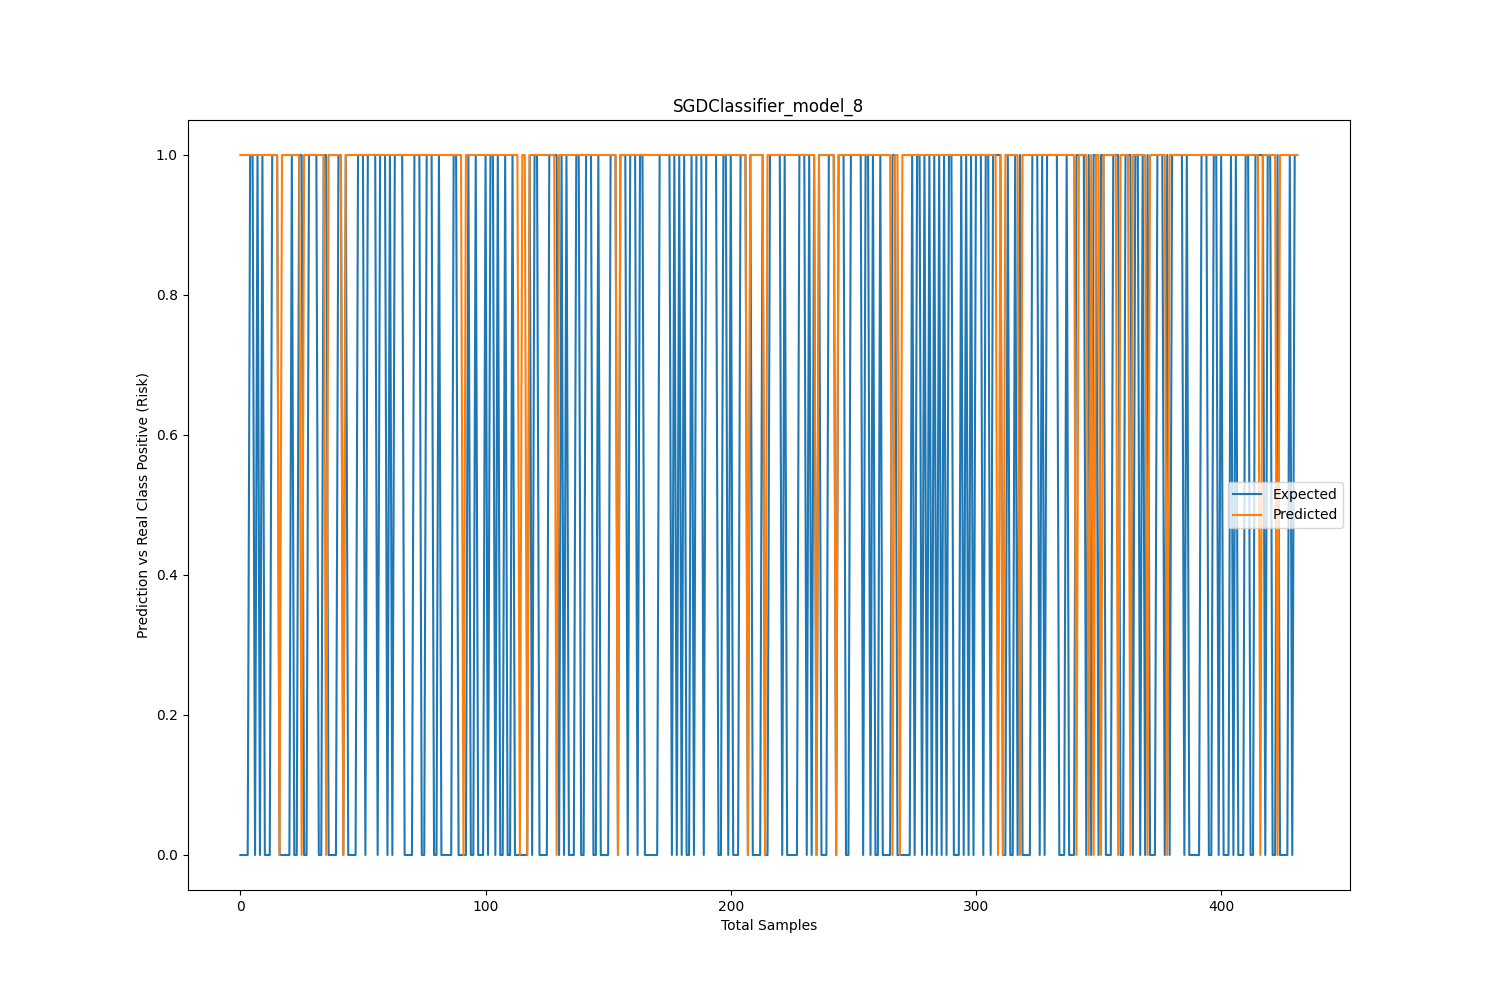 SGDClassifier_model_8
Prediction vs Real Class Positive (Risk)
1.0
0.8
0.6
0.4
0.2
0.0
Expected
Predicted
0
100
200
300
400
Total Samples